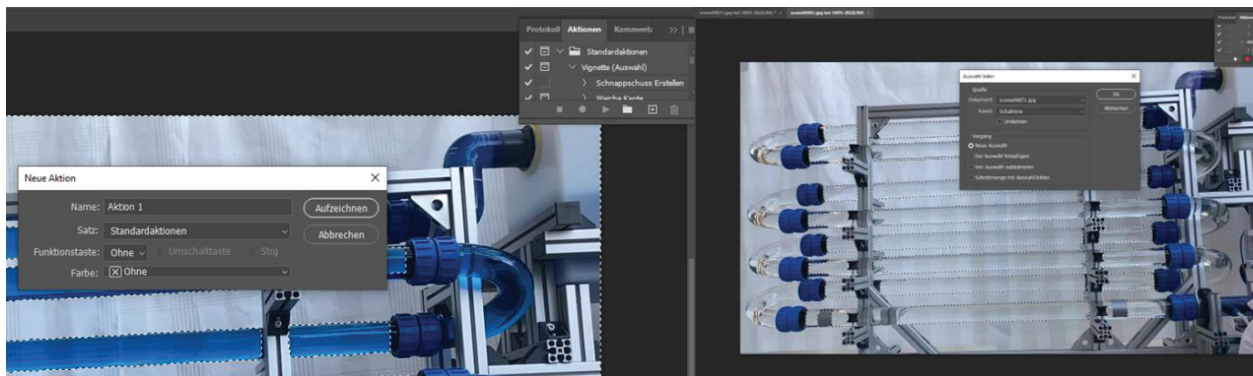 Protokoll Aktionen Komment
Standardaktionen
Vignette (Auswahl)
Schnappschuss Erstellen
Weiche Kante
Neue Aktion
Name: Aktion 1
Satz: Standardaktionen
Funktionstaste: Ohne Umschalttaste Strg
Farbe: Ohne
Aufzeichnen
Abbrechen
Auswahl laden
Quelle
Dokument:
Kanal:
Umkehren
Vorgang
Neue Auswahl
Der Auswahl hinzufügen
Von Auswahl subtrahieren
Schnittmenge mit Auswahl bilden
OK
Abbrechen